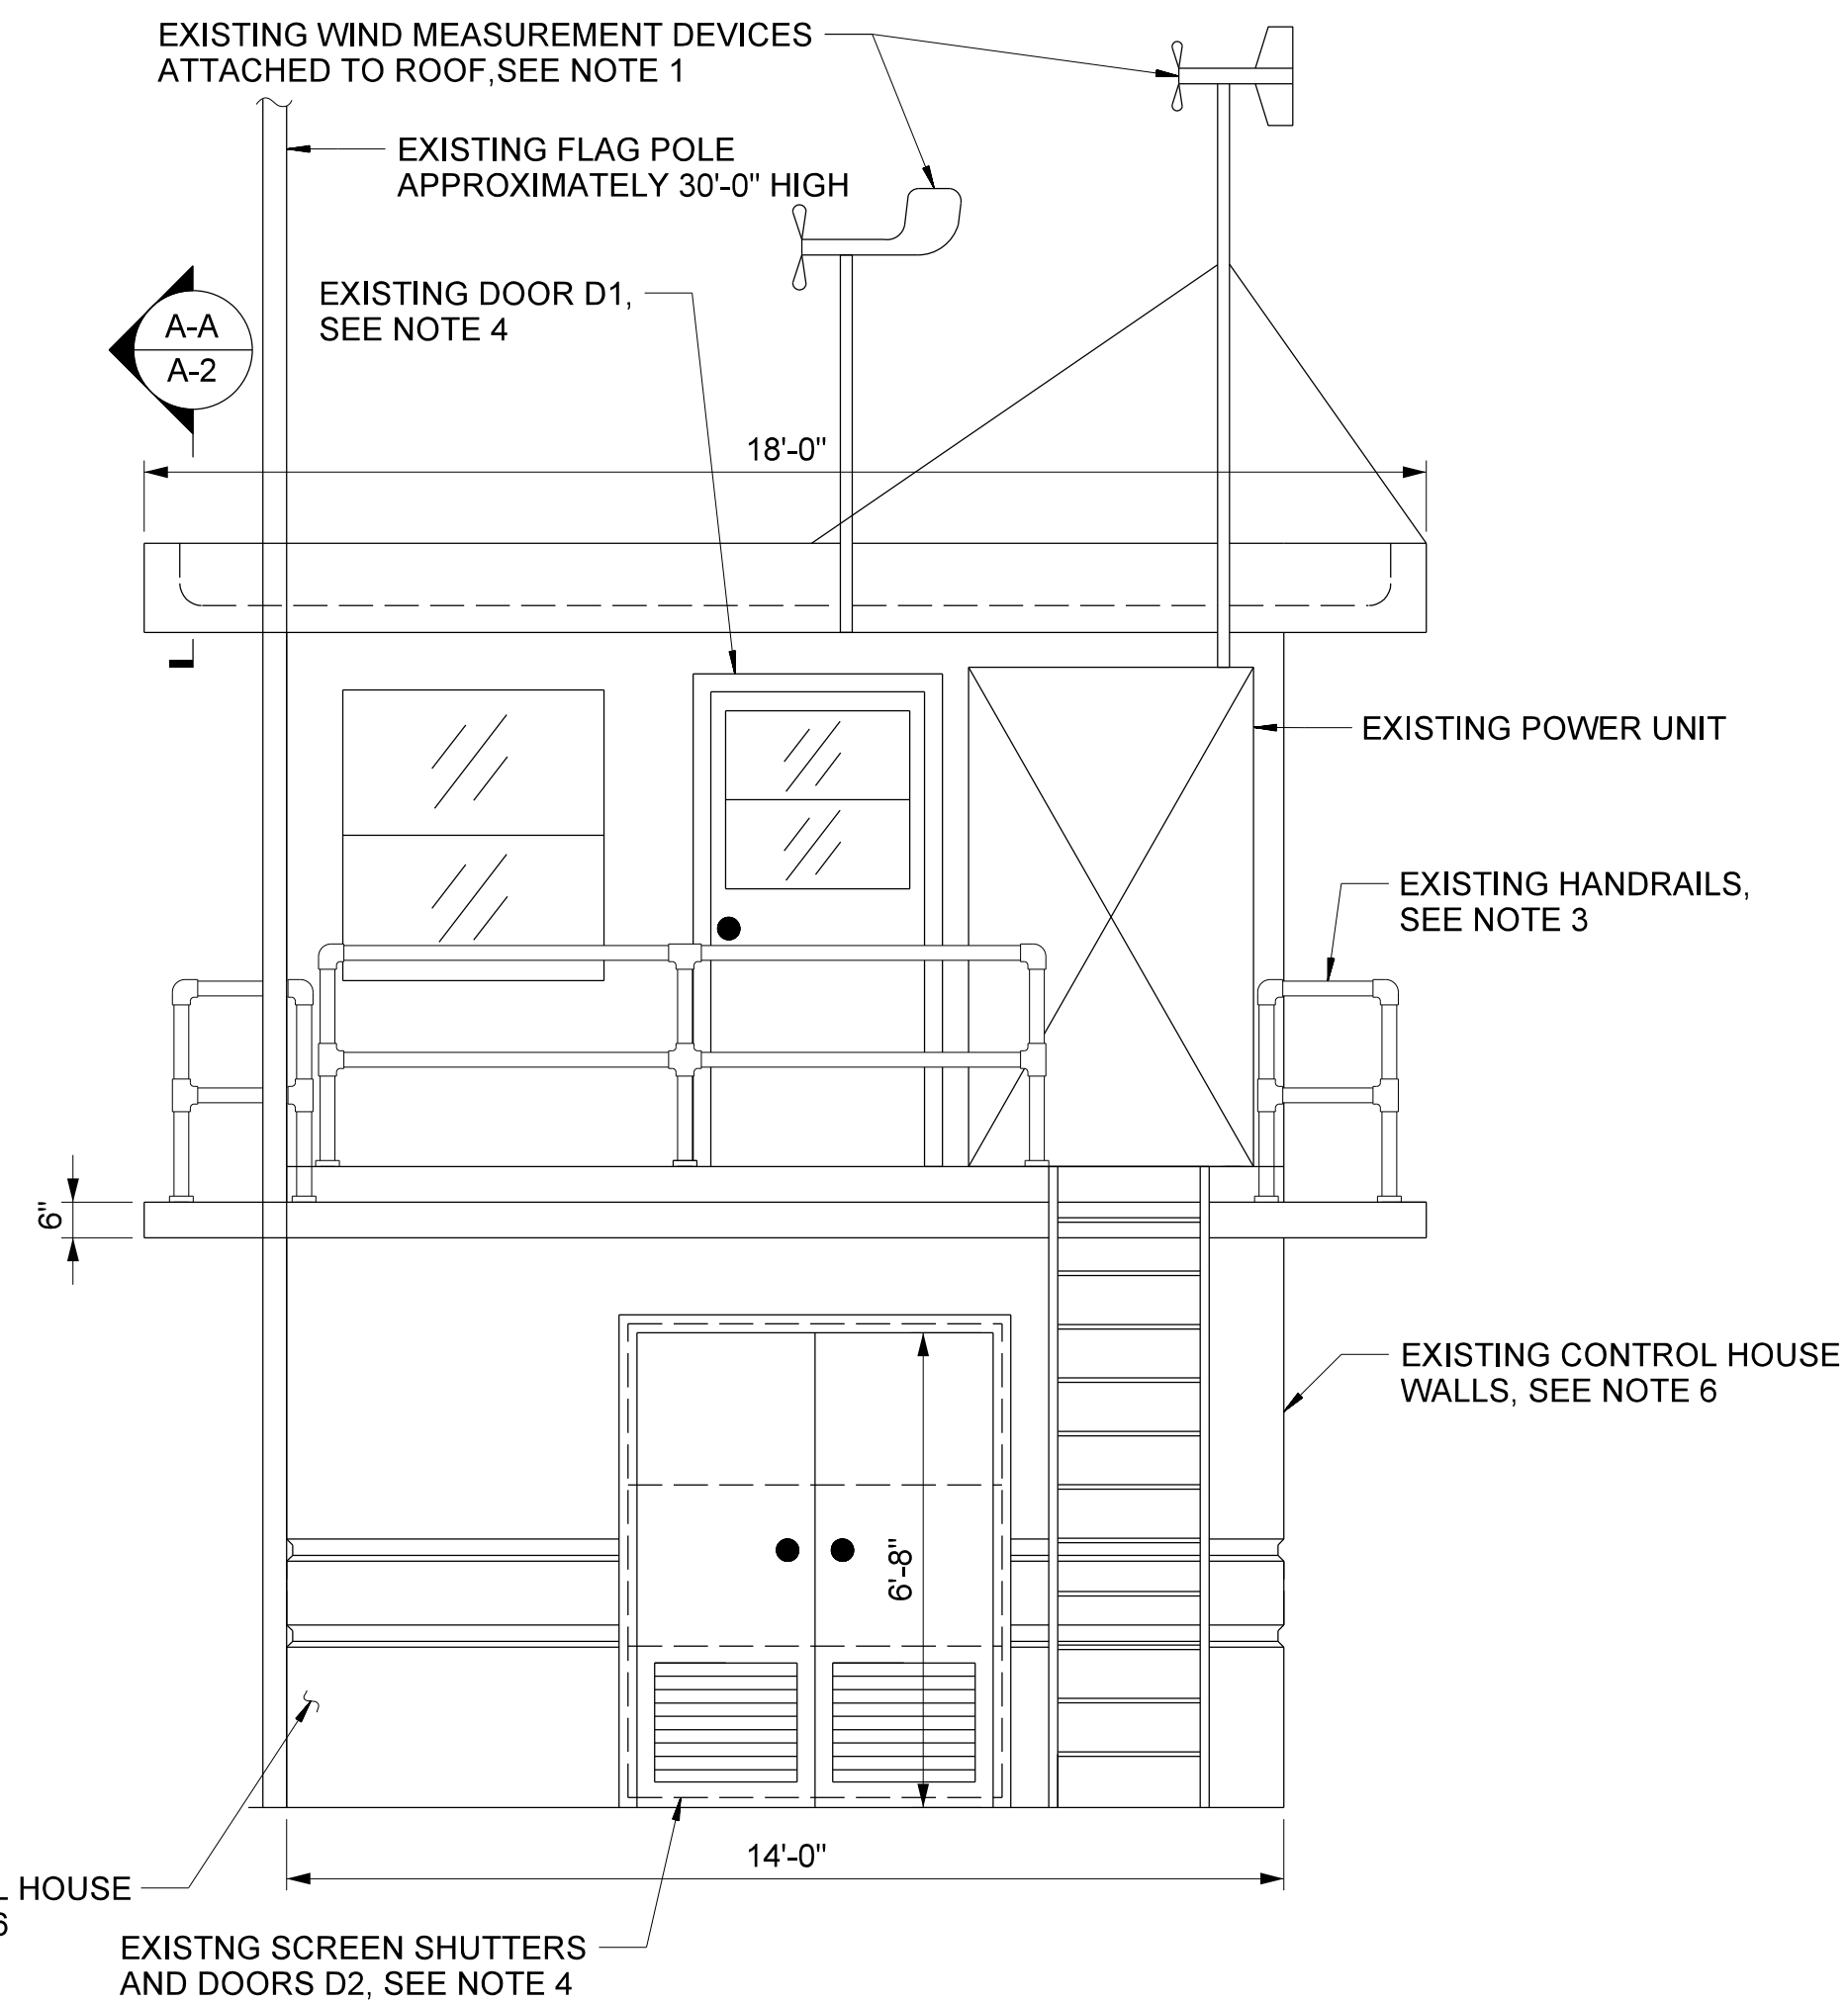 EXISTING WIND MEASUREMENT DEVICES
ATTACHED TO ROOF,SEE NOTE 1
EXISTING FLAG POLE
APPROXIMATELY 30'-0" HIGH
EXISTING DOOR D1,
SEE NOTE 4
A-A
A-2
18'-0"
EXISTING POWER UNIT
EXISTING HANDRAILS,
SEE NOTE 3
6"
EXISTING CONTROL HOUSE
WALLS, SEE NOTE 6
6'-8"
14'-0"
HOUSE
6
EXISTNG SCREEN SHUTTERS
AND DOORS D2, SEE NOTE 4